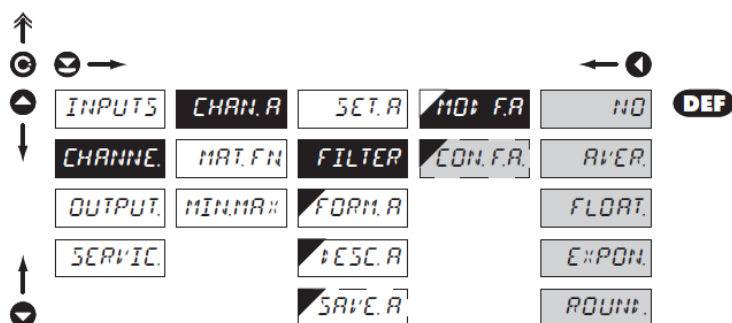 INPUTS CHAN. A SET. A MOD F.A NO DEF
CHANNE. MAT. FN. FILTER CON. F.A. AVER.
OUTPUT. MIN.MAX FORM. A FLOAT.
SERVIC. DESC. A EXPON.
SAVE. A ROUND.